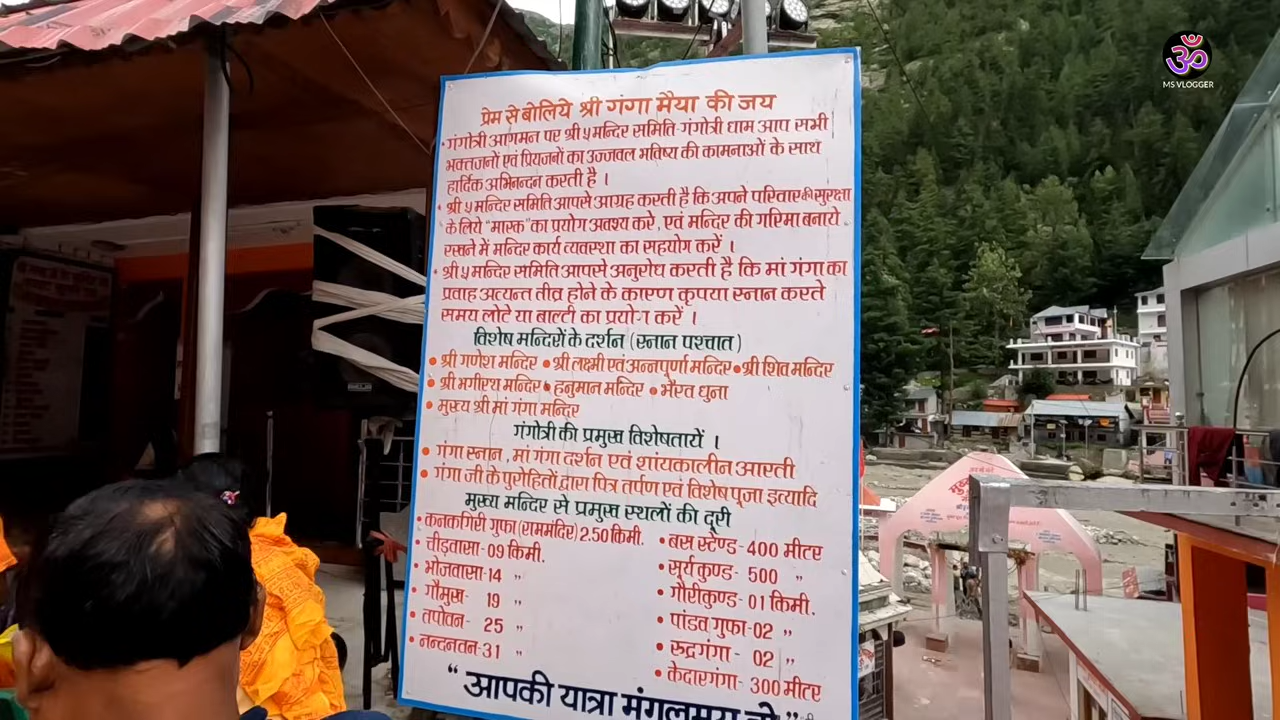 ॐ
MS VLOGGER
प्रेम से बोलिये श्री गंगा मैया की जय
• गंगोत्री आगमन पर श्री ५ मन्दिर समिति-गंगोत्री धाम आप सभी
भक्तजनों एवं प्रियजनों का उज्जवल भविष्य की कामनाओं के साथ
हार्दिक अभिनन्दन करती है ।
• श्री ५ मन्दिर समिति आपसे आग्रह करती है कि अपने परिवार की सुरक्षा
के लिये "मास्क" का प्रयोग अवश्य करे, एवं मन्दिर की गरिमा बनाये
रखने में मन्दिर कार्य व्यवस्था का सहयोग करें ।
• श्री ५ मन्दिर समिति आपसे अनुरोध करती है कि मां गंगा का
प्रवाह अत्यन्त तीव्र होने के कारण कृपया स्नान करते
समय लोटे या बाल्टी का प्रयोग करें ।
विशेष मन्दिरों के दर्शन (स्नान पश्चात)
• श्री गणेश मन्दिर • श्री लक्ष्मी एवं अन्नपूर्णा मन्दिर • श्री शिव मन्दिर
• श्री भगीरथ मन्दिर • हनुमान मन्दिर • भैरव धुना
• मुख्य श्री मां गंगा मन्दिर
गंगोत्री की प्रमुख विशेषतायें ।
• गंगा स्नान, मां गंगा दर्शन एवं शांयकालीन आरती
• गंगा जी के पुरोहितों द्वारा पित्र तर्पण एवं विशेष पूजा इत्यादि
मुख्य मन्दिर से प्रमुख स्थलों की दूरी
• कनकगिरी गुफा (राममंदिर) 2.50 किमी.
• चीड़वासा - 09 किमी.
• भोजवासा - 14 "
• गौमुख - 19 "
• तपोवन - 25 "
• नन्दनवन - 31 "
• बस स्टेण्ड - 400 मीटर
• सूर्यकुण्ड - 500 "
• गौरीकुण्ड - 01 किमी.
• पांडव गुफा - 02 "
• रुद्रगंगा - 02 "
• केदारगंगा - 300 मीटर
" आपकी यात्रा मंगलमय हो "